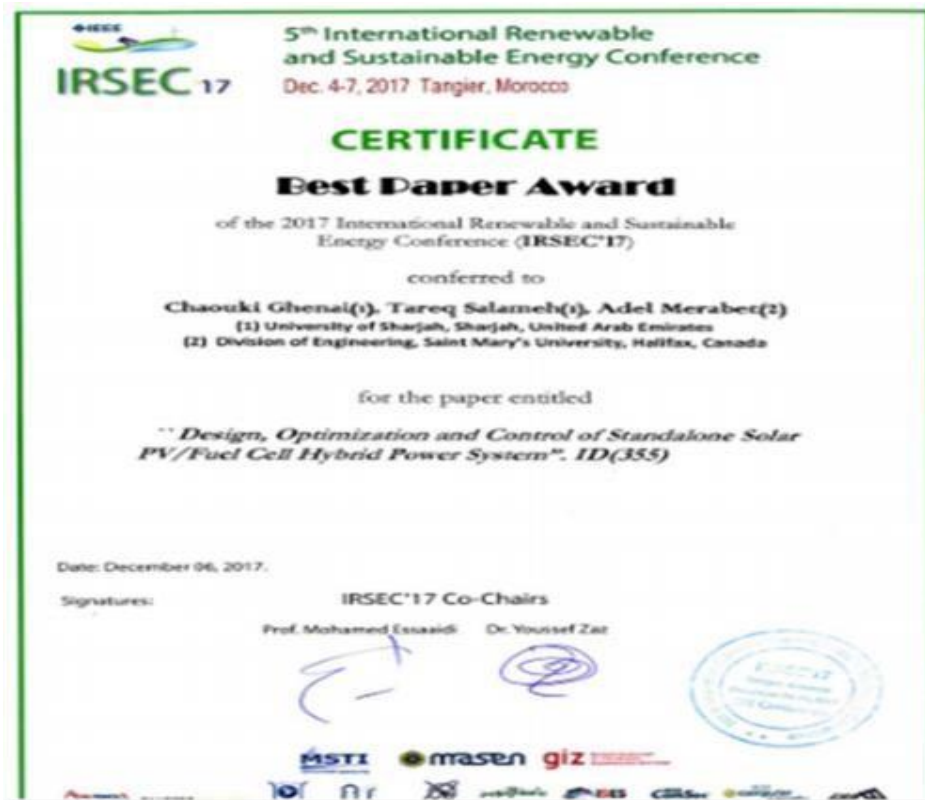 IEEE
IRSEC 17
5th International Renewable
and Sustainable Energy Conference
Dec. 4-7, 2017 Tangier, Morocco
CERTIFICATE
Best Paper Award
of the 2017 International Renewable and Sustainable
Energy Conference (IRSEC'17)
conferred to
Chaouki Ghenai(1), Tareq Salameh(1), Adel Merabet(2)
(1) University of Sharjah, Sharjah, United Arab Emirates
(2) Division of Engineering, Saint Mary's University, Halifax, Canada
for the paper entitled
`` Design, Optimization and Control of Standalone Solar
PV/Fuel Cell Hybrid Power System”. ID(355)
Date: December 06, 2017.
Signatures:
IRSEC'17 Co-Chairs
Prof. Mohamed Essaaidi Dr. Youssef Zaz
MSTI masen giz